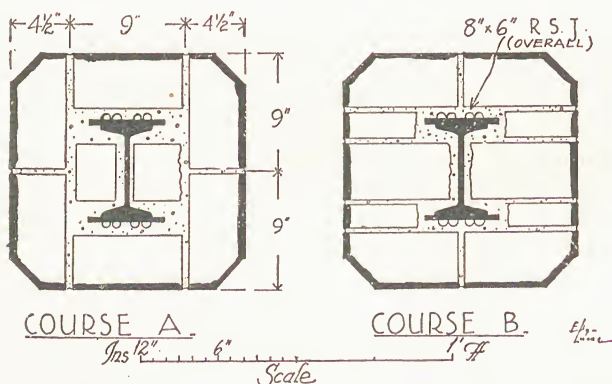 4½" 9" 4½"
8" x 6" R S J.
(OVERALL)
9"
9"
COURSE A.
COURSE B.
Ins 12" 6" 1' Ft
Scale